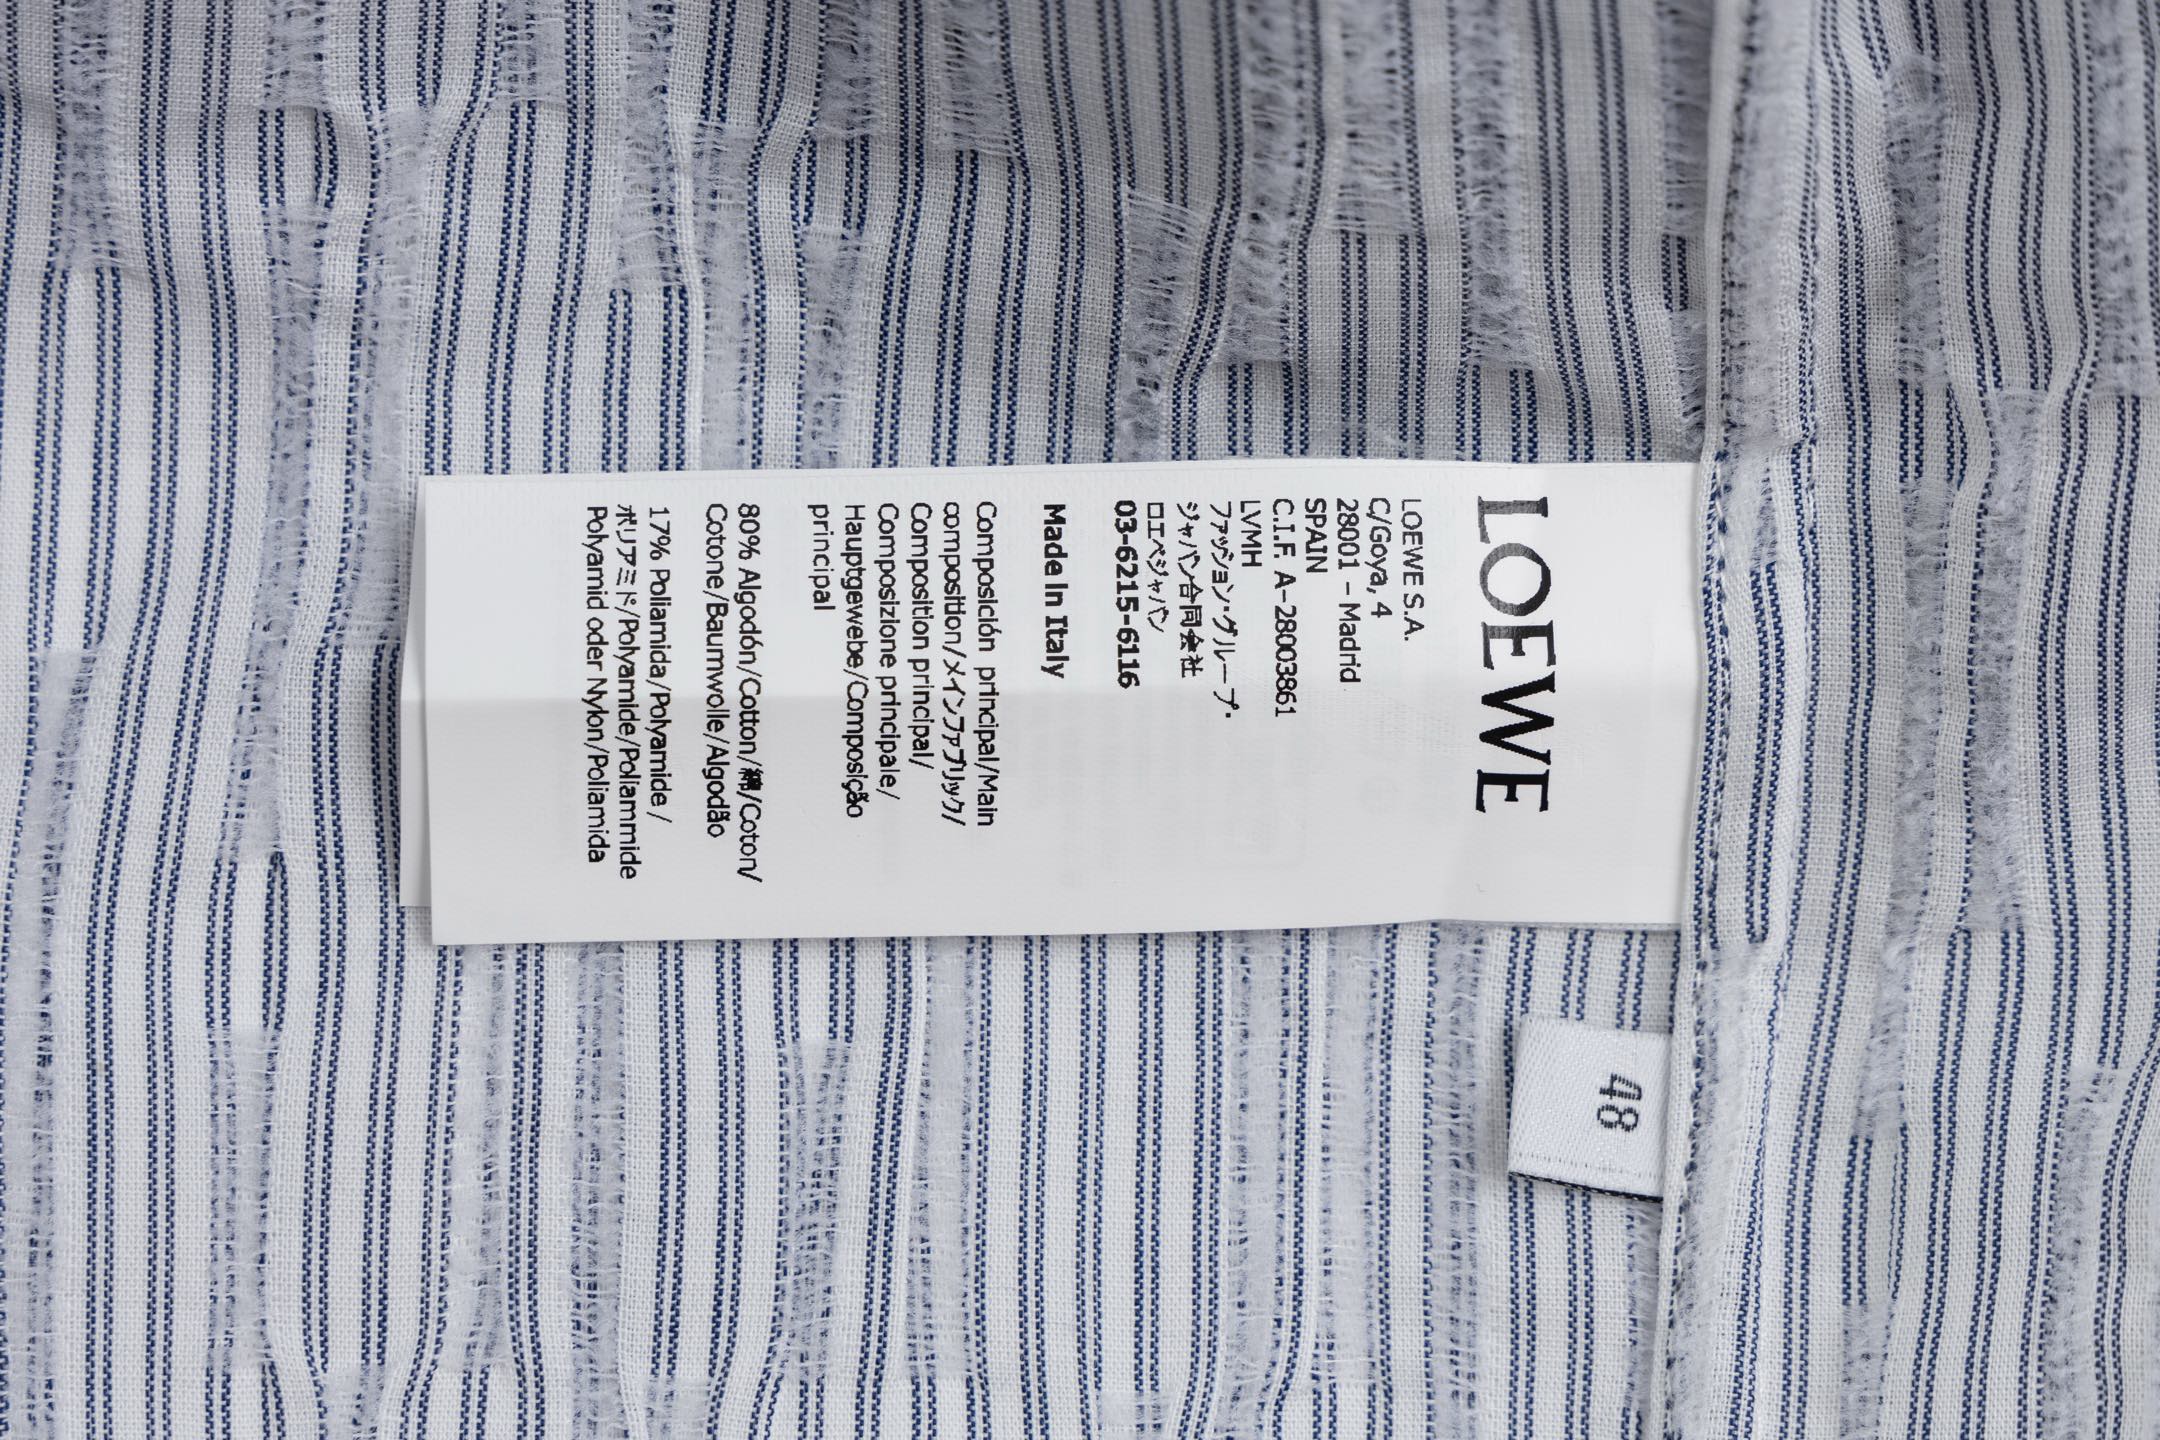 LOEWE
LOEWE S.A.
C/Goya, 4
28001 – Madrid
SPAIN
C.I.F. A-28003861
LVMH
ファッション・グループ・
ジャパン合同会社
ロエベジャパン
03-6215-6116
Made In Italy
Composición principal/Main
composition/メインファブリック/
Composition principal/
Composizione principale/
Hauptgewebe/Composição
principal
80% Algodón/Cotton/綿/Coton/
Cotone/Baumwolle/Algodão
17% Poliamida/Polyamide/
ポリアミド/Polyamide/Poliammide
Polyamid oder Nylon/Poliamida
48